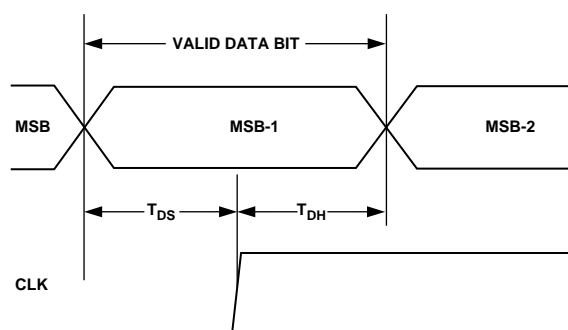 VALID DATA BIT
MSB
MSB-1
MSB-2
TDS
TDH
CLK